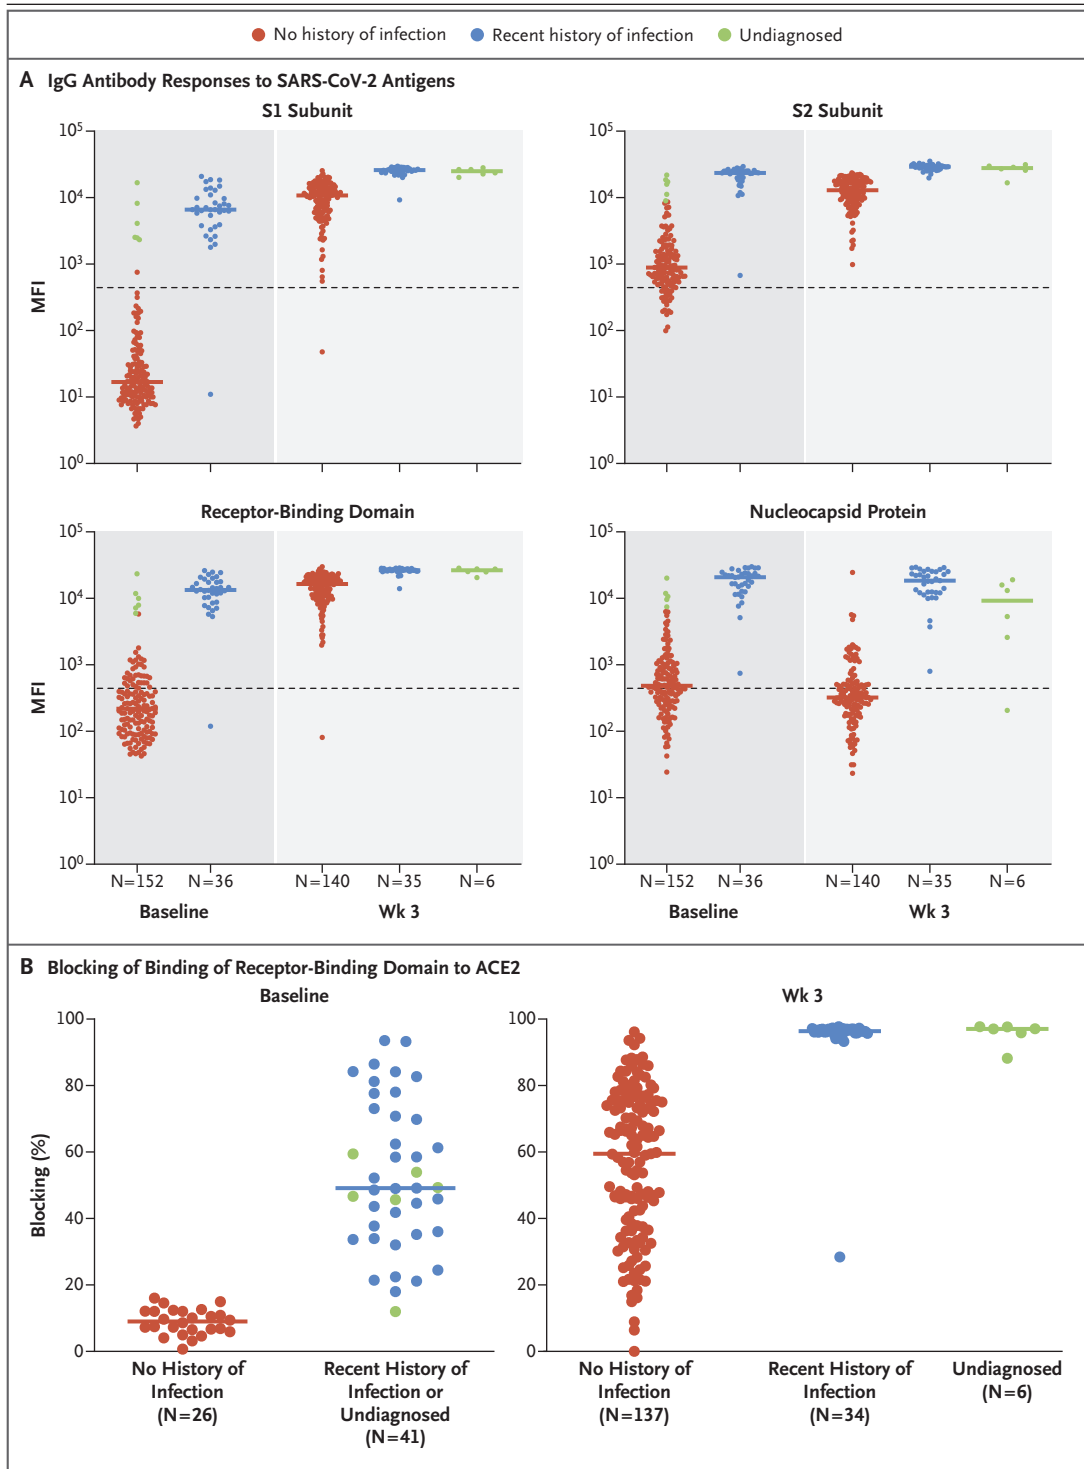 No history of infection Recent history of infection Undiagnosed
A IgG Antibody Responses to SARS-CoV-2 Antigens
S1 Subunit
MFI
10⁵
10⁴
10³
10²
10¹
10⁰
S2 Subunit
10⁵
10⁴
10³
10²
10¹
10⁰
Receptor-Binding Domain
MFI
10⁵
10⁴
10³
10²
10¹
10⁰
N=152 N=36 N=140 N=35 N=6
Baseline Wk 3
Nucleocapsid Protein
10⁵
10⁴
10³
10²
10¹
10⁰
N=152 N=36 N=140 N=35 N=6
Baseline Wk 3
B Blocking of Binding of Receptor-Binding Domain to ACE2
Baseline
Blocking (%)
100
80
60
40
20
0
No History of
Infection
(N=26)
Recent History of
Infection or
Undiagnosed
(N=41)
Wk 3
100
80
60
40
20
0
No History of
Infection
(N=137)
Recent History of
Infection
(N=34)
Undiagnosed
(N=6)